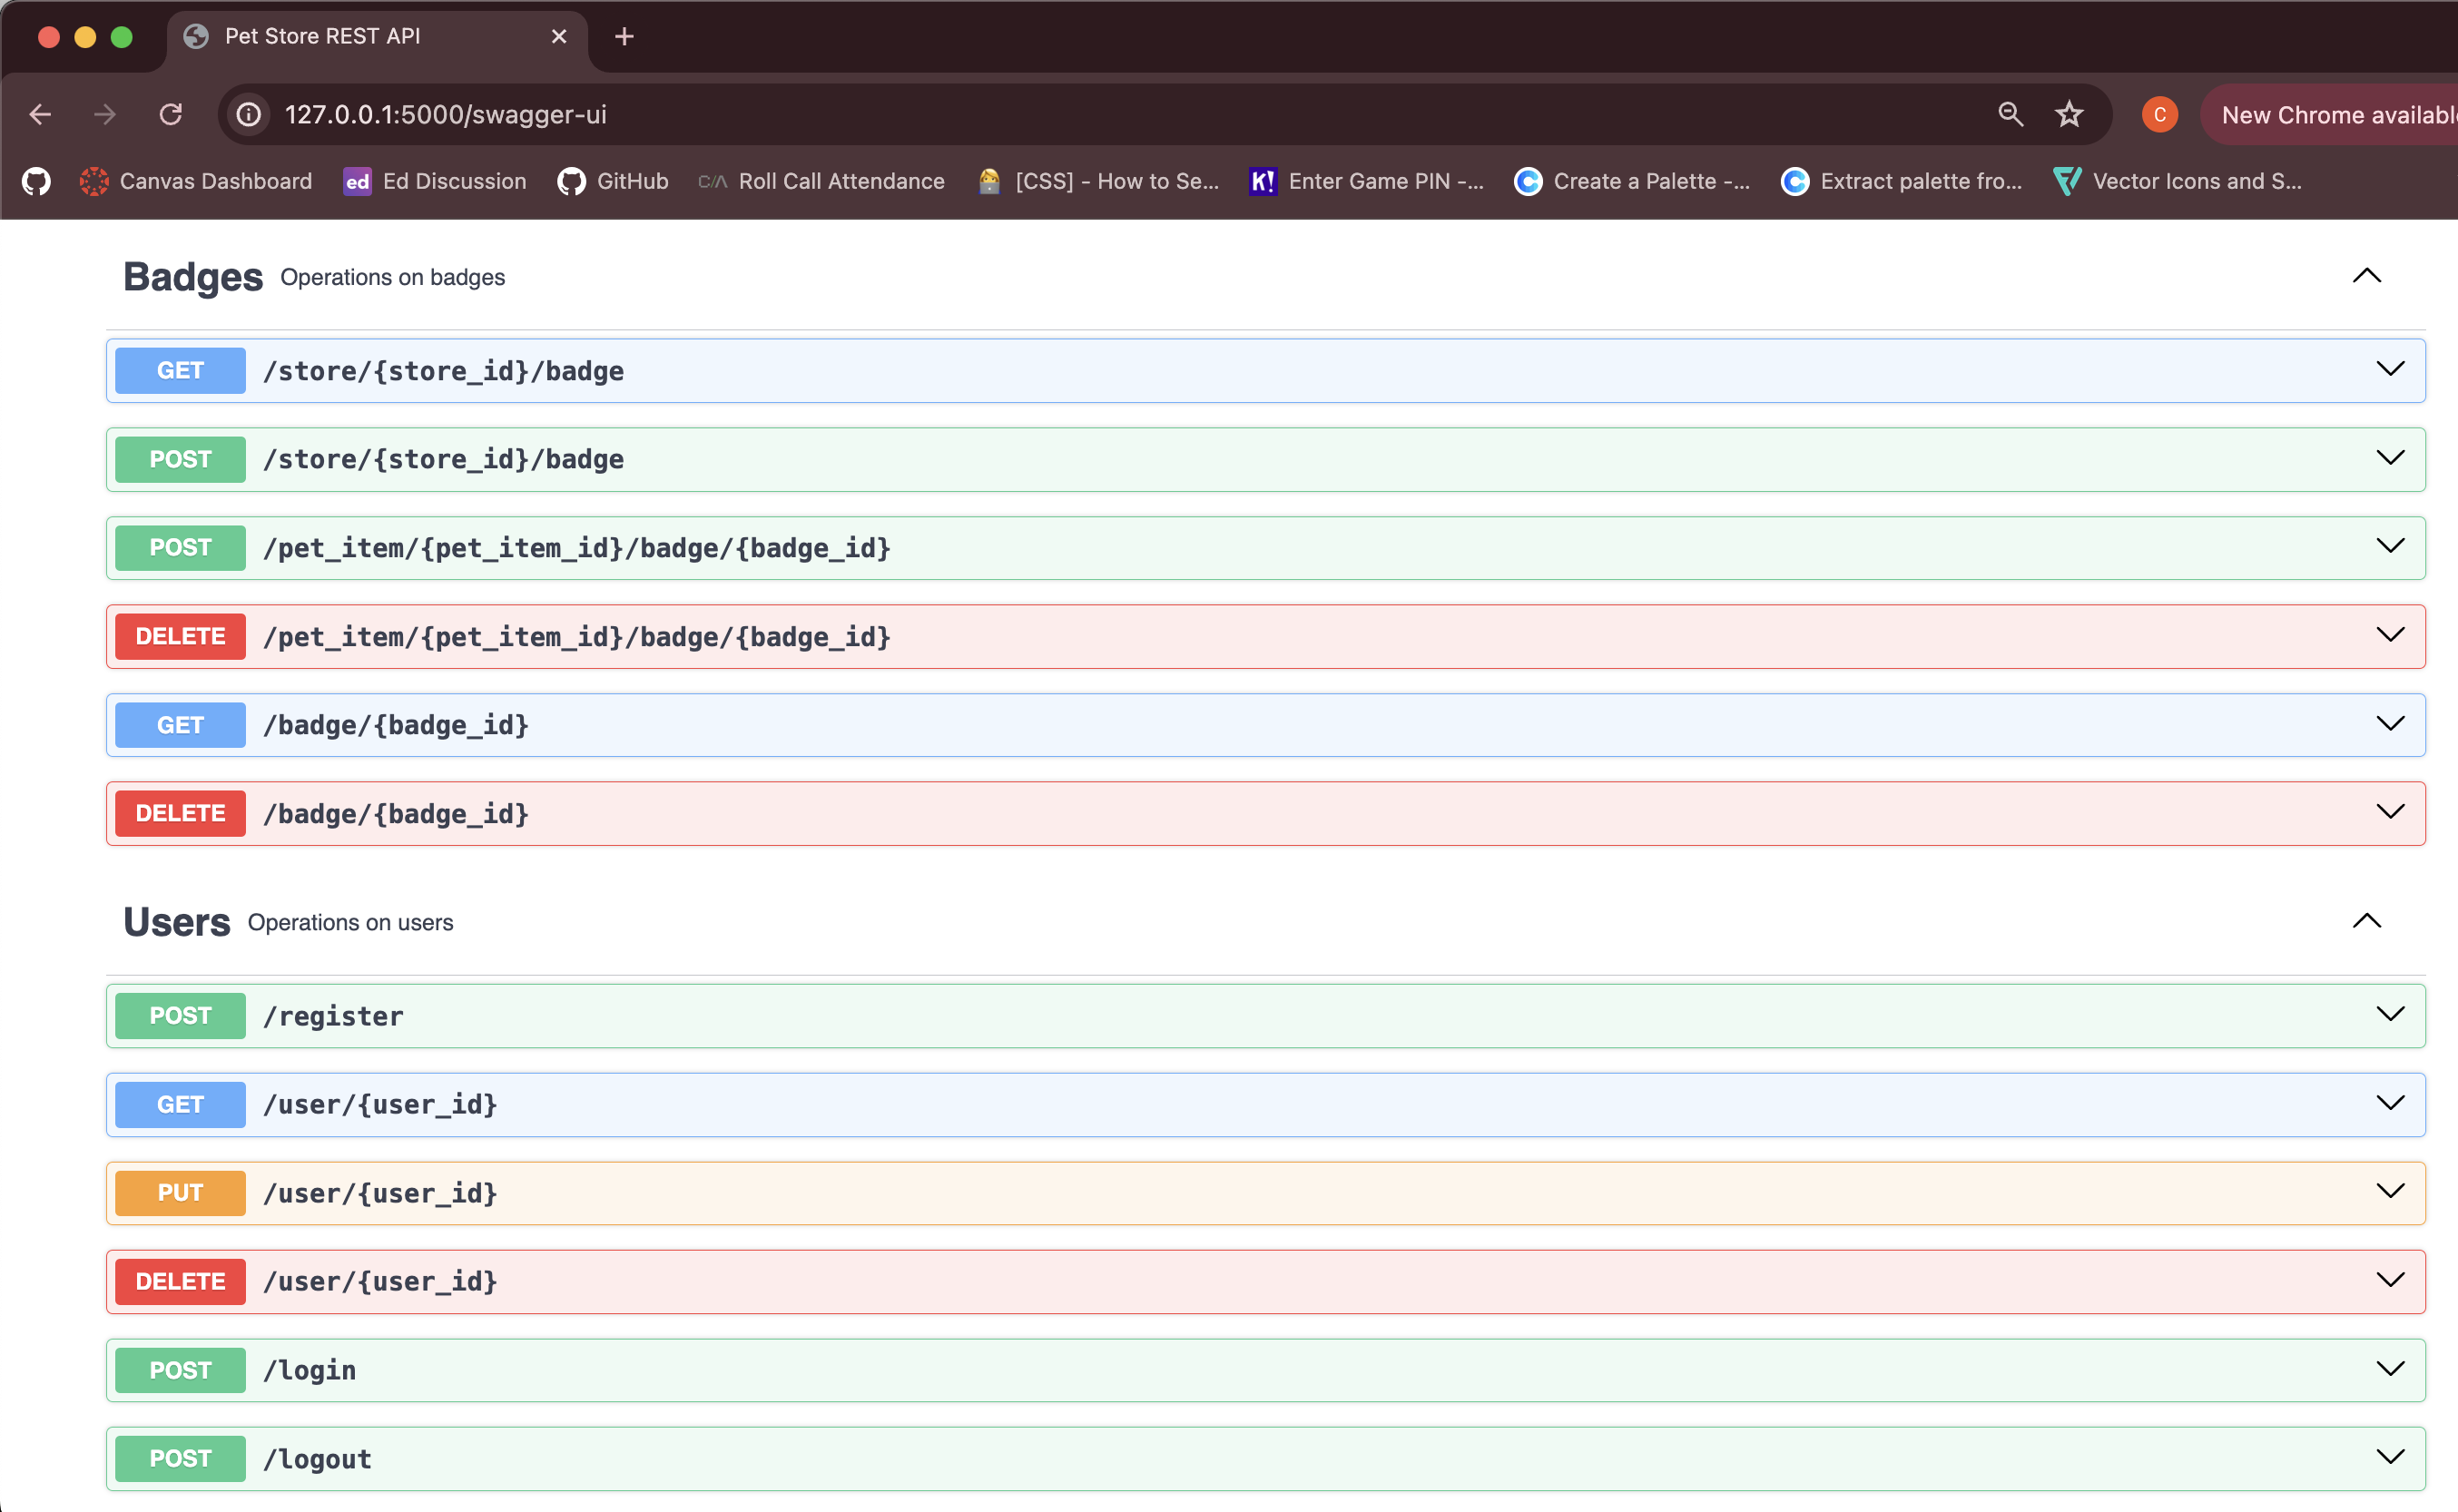 Pet Store REST API
127.0.0.1:5000/swagger-ui
C
New Chrome availabl
Canvas Dashboard
ed Ed Discussion
GitHub
C/A Roll Call Attendance
[CSS] - How to Se...
K! Enter Game PIN -...
Create a Palette -...
Extract palette fro...
Vector Icons and S...
Badges Operations on badges
GET /store/{store_id}/badge
POST /store/{store_id}/badge
POST /pet_item/{pet_item_id}/badge/{badge_id}
DELETE /pet_item/{pet_item_id}/badge/{badge_id}
GET /badge/{badge_id}
DELETE /badge/{badge_id}
Users Operations on users
POST /register
GET /user/{user_id}
PUT /user/{user_id}
DELETE /user/{user_id}
POST /login
POST /logout